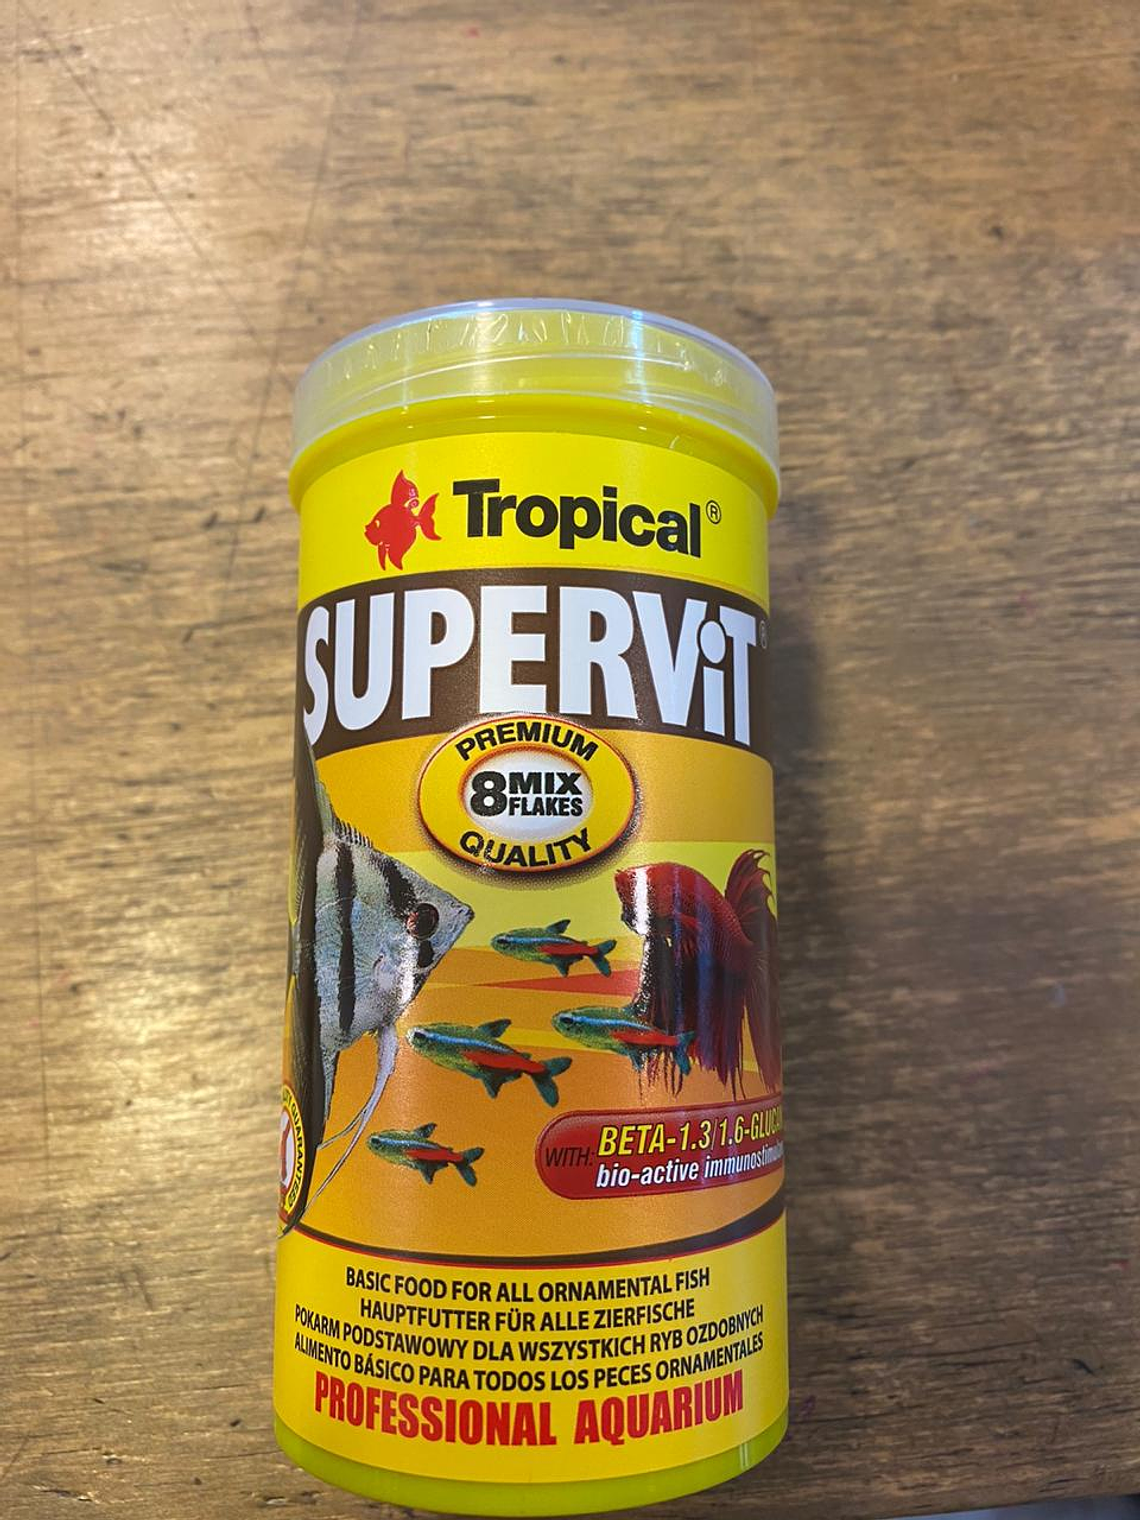 Tropical®
SUPERViT®
PREMIUM
8 MIX
FLAKES
QUALITY
WITH: BETA-1.3/1.6-GLUCAN
bio-active
GUARANTEED
BASIC FOOD FOR ALL ORNAMENTAL FISH
HAUPTFUTTER FÜR ALLE ZIERFISCHE
POKARM PODSTAWOWY DLA WSZYSTKICH RYB OZDOBNYCH
ALIMENTO BÁSICO PARA TODOS LOS PECES ORNAMENTALES
PROFESSIONAL AQUARIUM